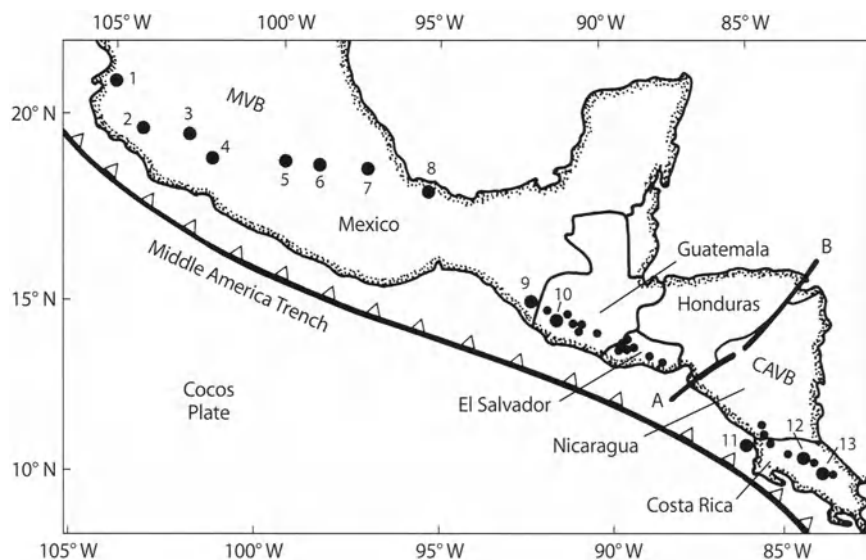 105°W 100°W 95°W 90°W 85°W
20°N
15°N
10°N
1
MVB
2
3
4
5
6
7
8
Mexico
Middle America Trench
Guatemala
B
9
10
Honduras
Cocos
Plate
CAVB
El Salvador
A
Nicaragua
11
12
13
Costa Rica
105°W 100°W 95°W 90°W 85°W